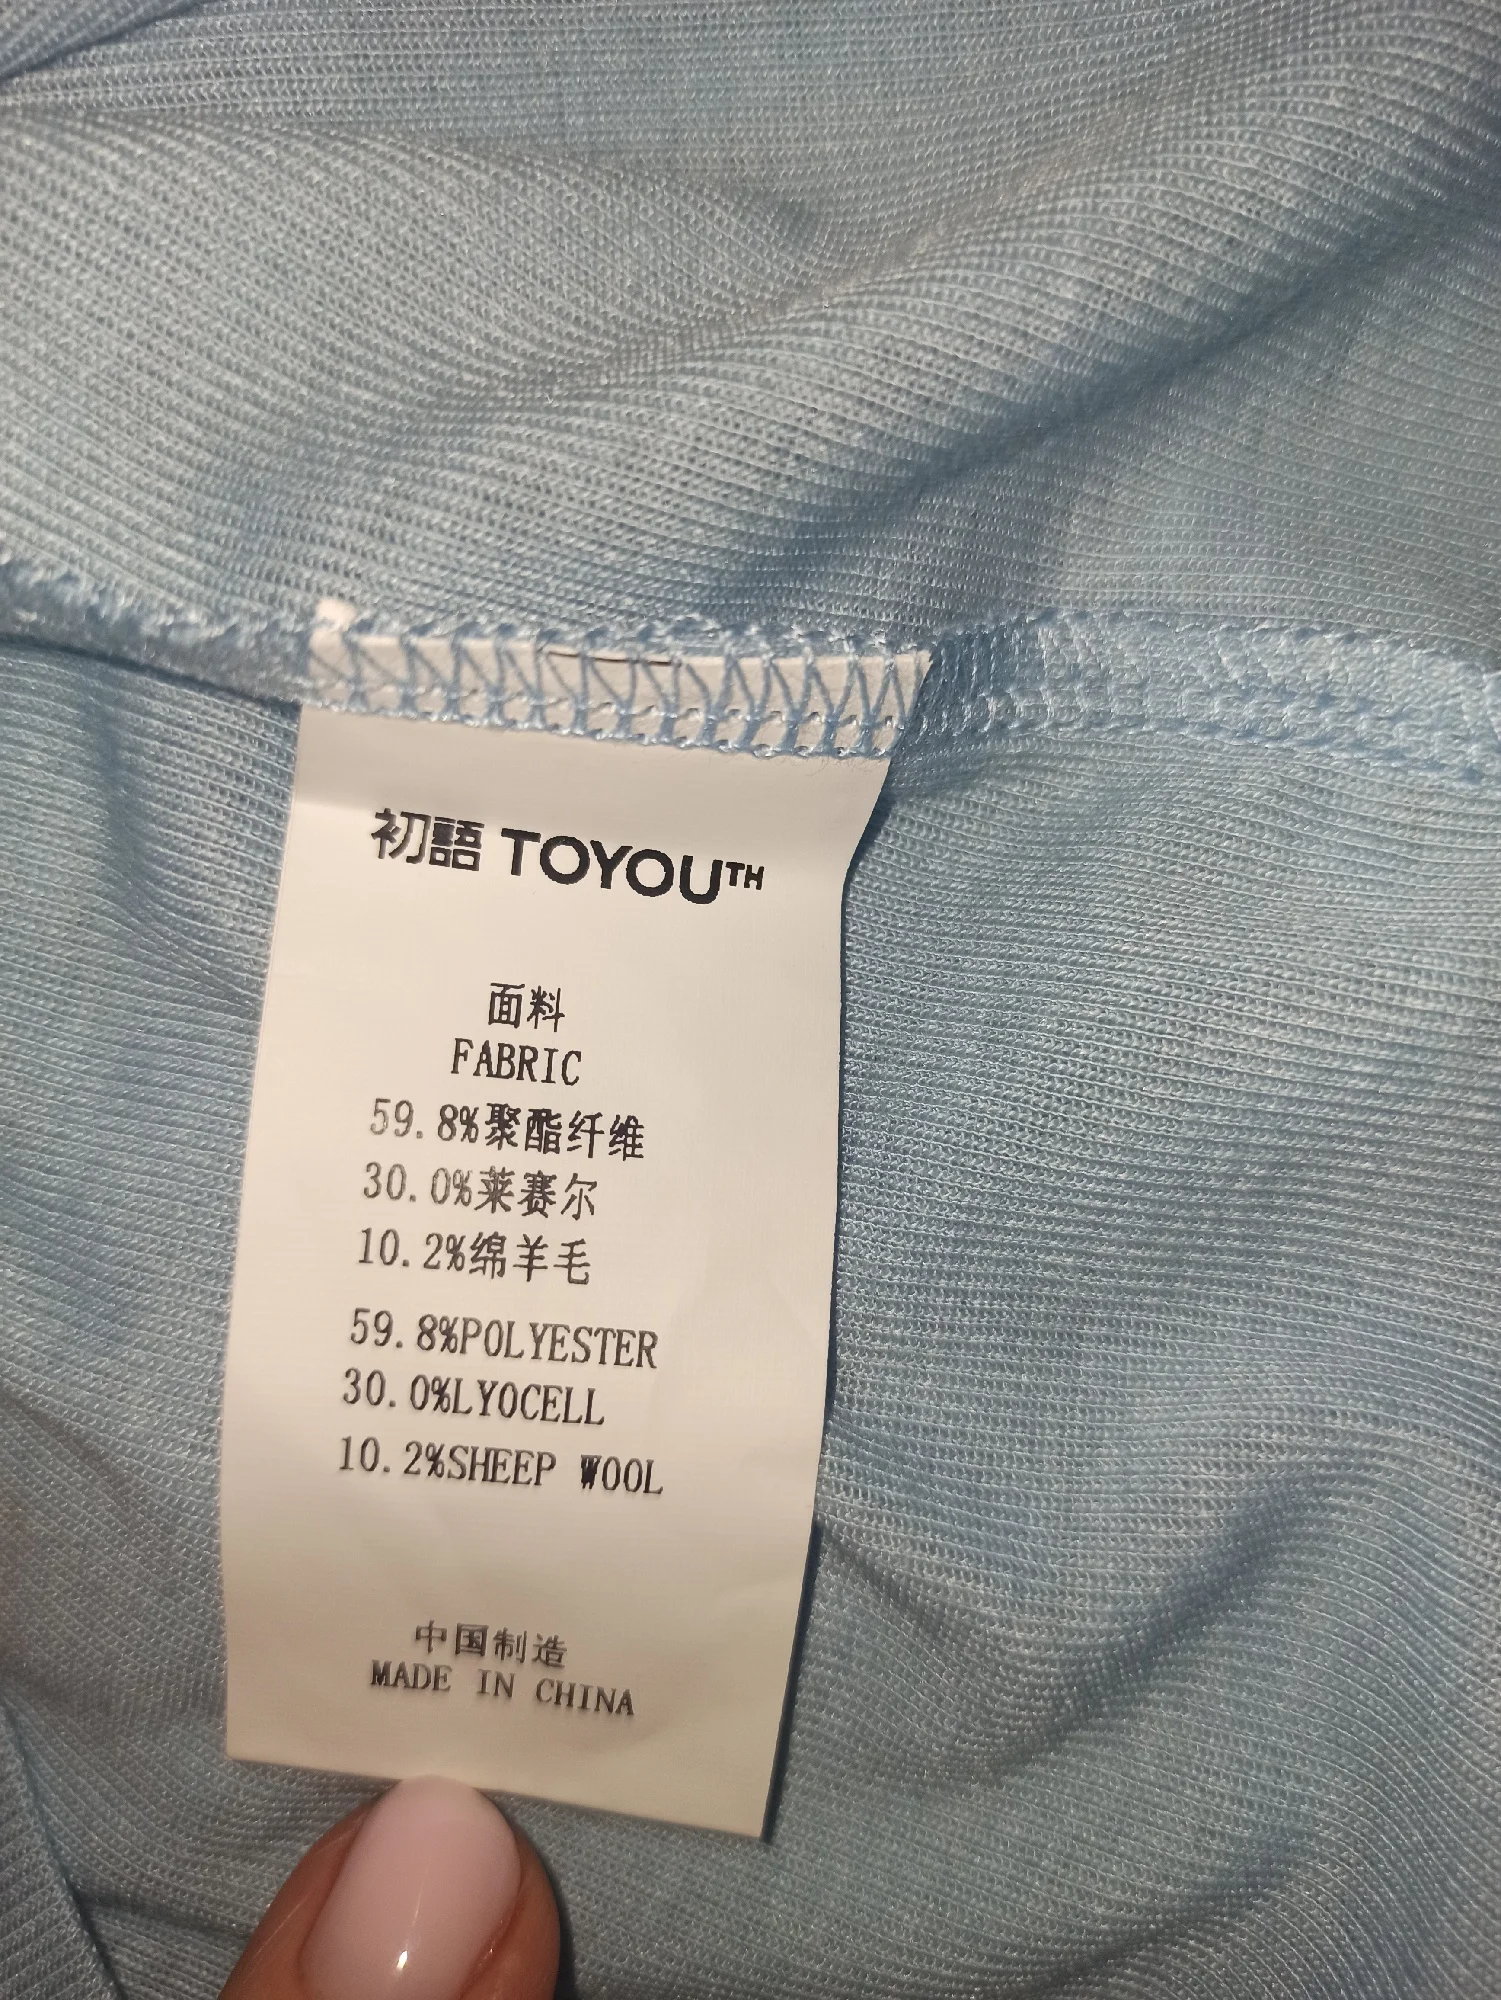 初語 TOYOUTH
面料
FABRIC
59.8%聚酯纤维
30.0%莱赛尔
10.2%绵羊毛
59.8%POLYESTER
30.0%LYOCELL
10.2%SHEEP WOOL
中国制造
MADE IN CHINA